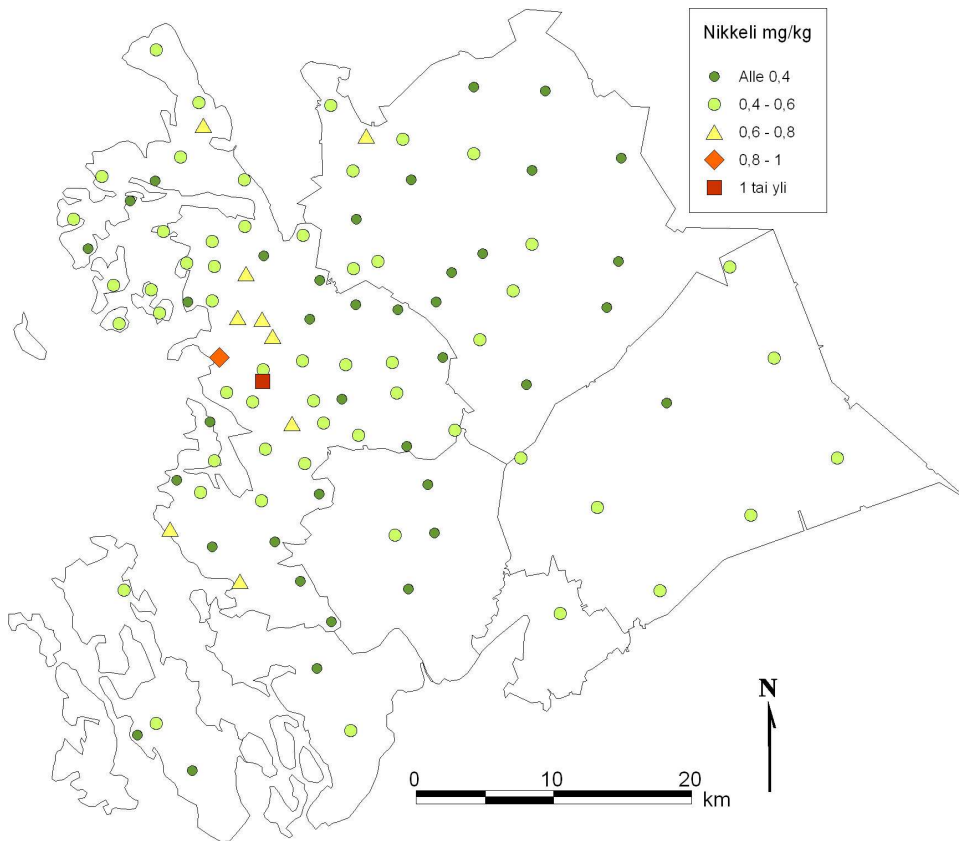 Nikkeli mg/kg
Alle 0,4
0,4 - 0,6
0,6 - 0,8
0,8 - 1
1 tai yli
N
0 10 20
km